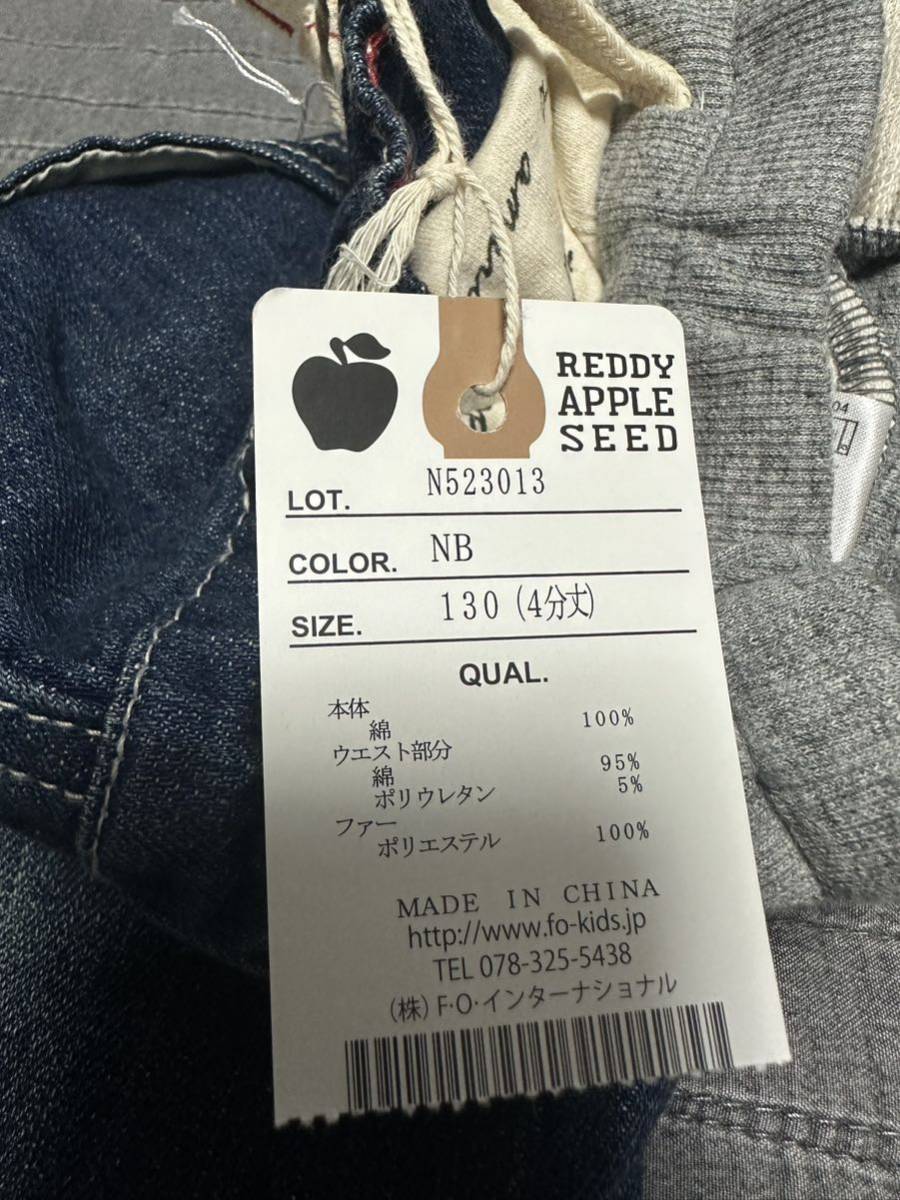 REDDY
APPLE
SEED
LOT. N523013
COLOR. NB
SIZE. 130 (4分丈)
QUAL.
本体
綿 100%
ウエスト部分
綿 95%
ポリウレタン 5%
ファー
ポリエステル 100%
MADE IN CHINA
http://www.fo-kids.jp
TEL 078-325-5438
(株) F・O・インターナショナル
04